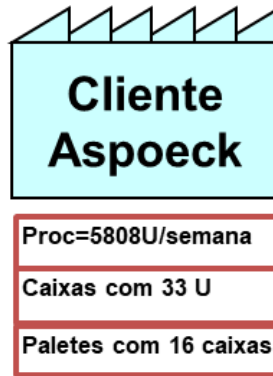 Cliente
Aspoeck
Proc=5808U/semana
Caixas com 33 U
Paletes com 16 caixas